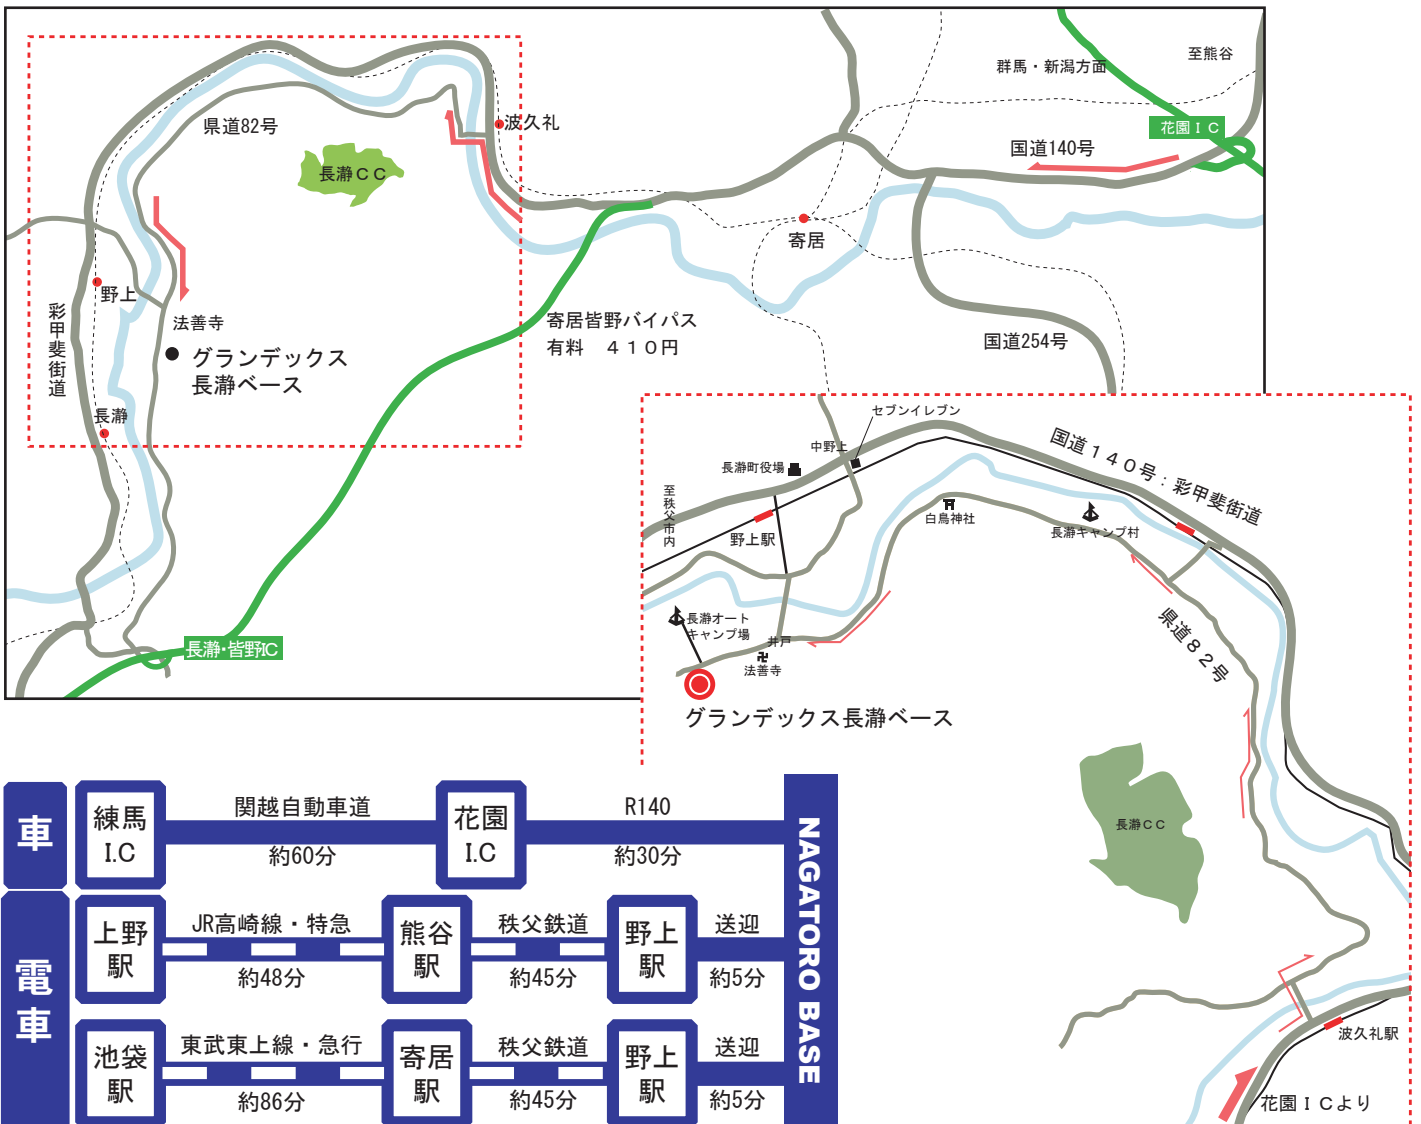 群馬・新潟方面
至熊谷
花園ＩＣ
国道140号
県道82号
波久礼
長瀞ＣＣ
寄居
野上
彩甲斐街道
法善寺
グランデックス
長瀞ベース
長瀞
寄居皆野バイパス
有料　４１０円
国道254号
長瀞・皆野IC
セブンイレブン
中野上
長瀞町役場
国道１４０号：彩甲斐街道
至秩父市内
野上駅
白鳥神社
長瀞キャンプ村
長瀞オート
キャンプ場
井戸
法善寺
県道８２号
グランデックス長瀞ベース
長瀞ＣＣ
波久礼駅
花園ＩＣより
車
練馬
I.C
関越自動車道
約60分
花園
I.C
R140
約30分
電車
上野
駅
JR高崎線・特急
約48分
熊谷
駅
秩父鉄道
約45分
野上
駅
送迎
約5分
池袋
駅
東武東上線・急行
約86分
寄居
駅
秩父鉄道
約45分
野上
駅
送迎
約5分
NAGATORO BASE